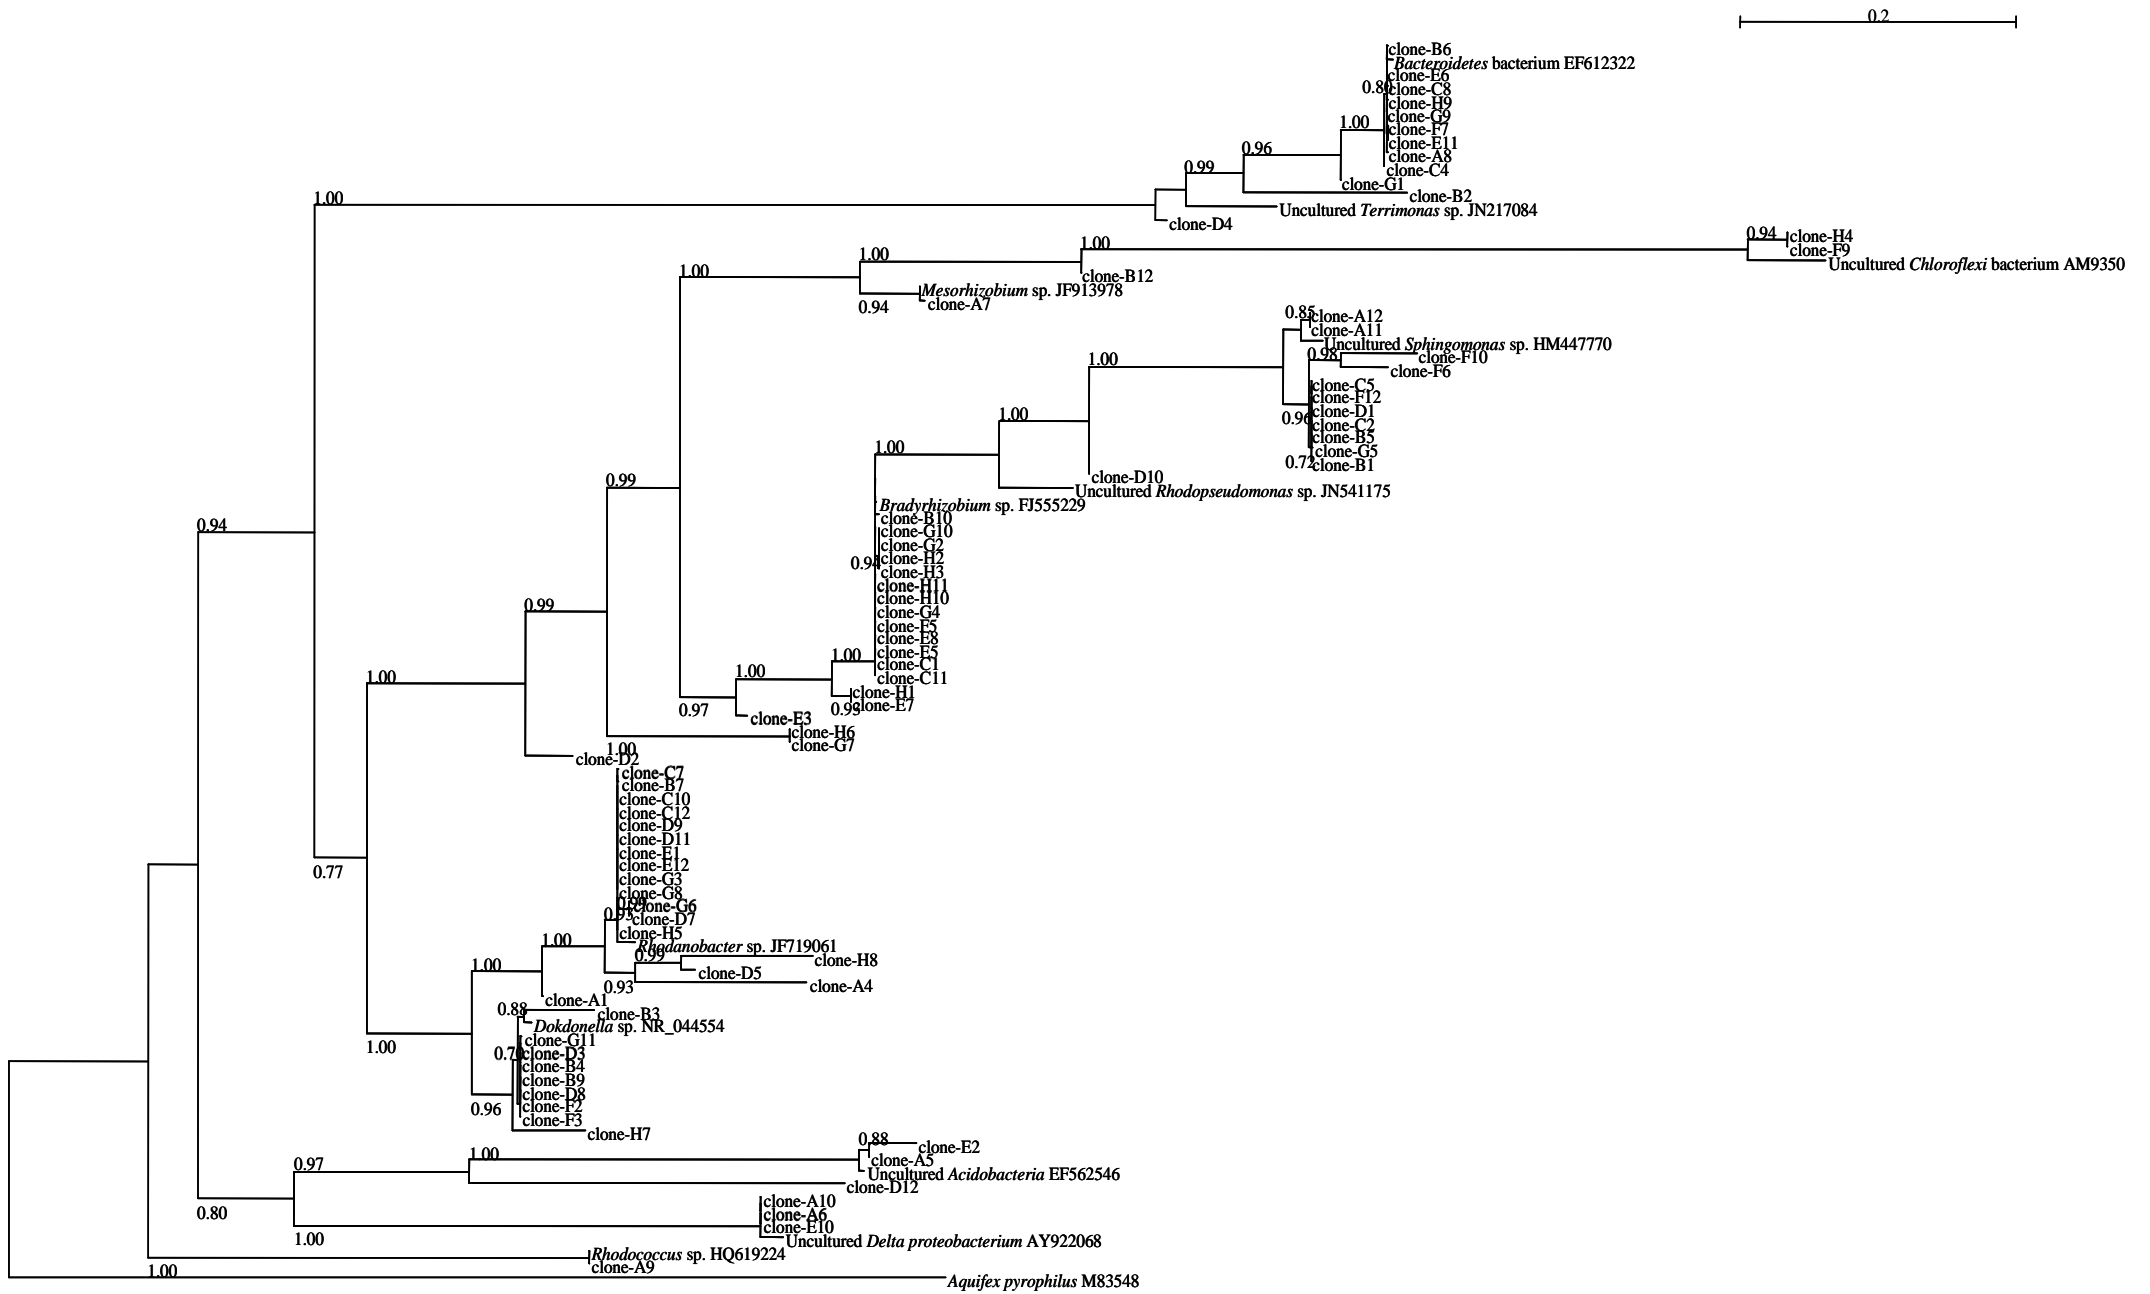 0.2
clone-B6
Bacteroidetes bacterium EF612322
clone-E6
0.80
clone-C8
clone-H9
clone-G9
1.00
clone-F7
clone-E11
0.96
clone-A8
0.99
clone-C4
clone-G1
1.00
clone-B2
Uncultured Terrimonas sp. JN217084
clone-D4
0.94
clone-H4
1.00
clone-F9
1.00
Uncultured Chloroflexi bacterium AM9350
1.00
clone-B12
Mesorhizobium sp. JF913978
0.94
clone-A7
0.85
clone-A12
clone-A11
Uncultured Sphingomonas sp. HM447770
0.98
clone-F10
1.00
clone-F6
clone-C5
clone-F12
1.00
clone-D1
0.96
clone-C2
clone-B5
1.00
clone-G5
0.72
clone-B1
clone-D10
0.99
Uncultured Rhodopseudomonas sp. JN541175
Bradyrhizobium sp. FJ555229
0.94
clone-B10
clone-G10
clone-G2
0.94
clone-H2
clone-H3
clone-H11
clone-H10
0.99
clone-G4
clone-F5
clone-E8
clone-E5
1.00
clone-C1
1.00
1.00
clone-C11
clone-H1
0.97
0.95
clone-E7
clone-E3
clone-H6
1.00
clone-G7
clone-D2
clone-C7
clone-B7
clone-C10
clone-C12
clone-D9
clone-D11
clone-E1
0.77
clone-E12
clone-G3
clone-G8
0.99
clone-G6
0.93
clone-D7
clone-H5
1.00
Rhodanobacter sp. JF719061
0.99
clone-H8
1.00
clone-D5
0.93
clone-A4
clone-A1
0.88
clone-B3
Dokdonella sp. NR_044554
clone-G11
1.00
clone-D3
clone-B4
clone-B9
clone-D8
0.96
clone-F2
clone-F3
clone-H7
0.88
clone-E2
1.00
clone-A5
0.97
Uncultured Acidobacteria EF562546
clone-D12
clone-A10
0.80
clone-A6
clone-E10
1.00
Uncultured Delta proteobacterium AY922068
Rhodococcus sp. HQ619224
1.00
clone-A9
Aquifex pyrophilus M83548